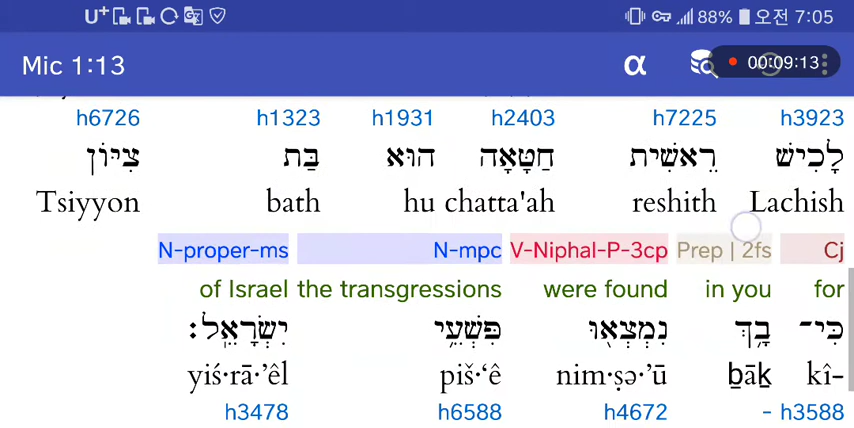 U+ 88% 오전 7:05
Mic 1:13 α 00:09:13
h6726 h1323 h1931 h2403 h7225 h3923
לָכִישׁ רֵאשִׁית חַטָּאָה הוּא בַּת צִיּוֹן
Tsiyyon bath hu chatta'ah reshith Lachish
N-proper-ms N-mpc V-Niphal-P-3cp Prep | 2fs Cj
of Israel the transgressions were found in you for
כִּי־ בָ֥ךְ נִמְצְא֖וּ פִּשְׁעֵ֥י יִשְׂרָאֵֽל׃
yiś·rā·’êl piš·‘ê nim·ṣə·’ū ḇāḵ kî-
h3478 h6588 h4672 - h3588